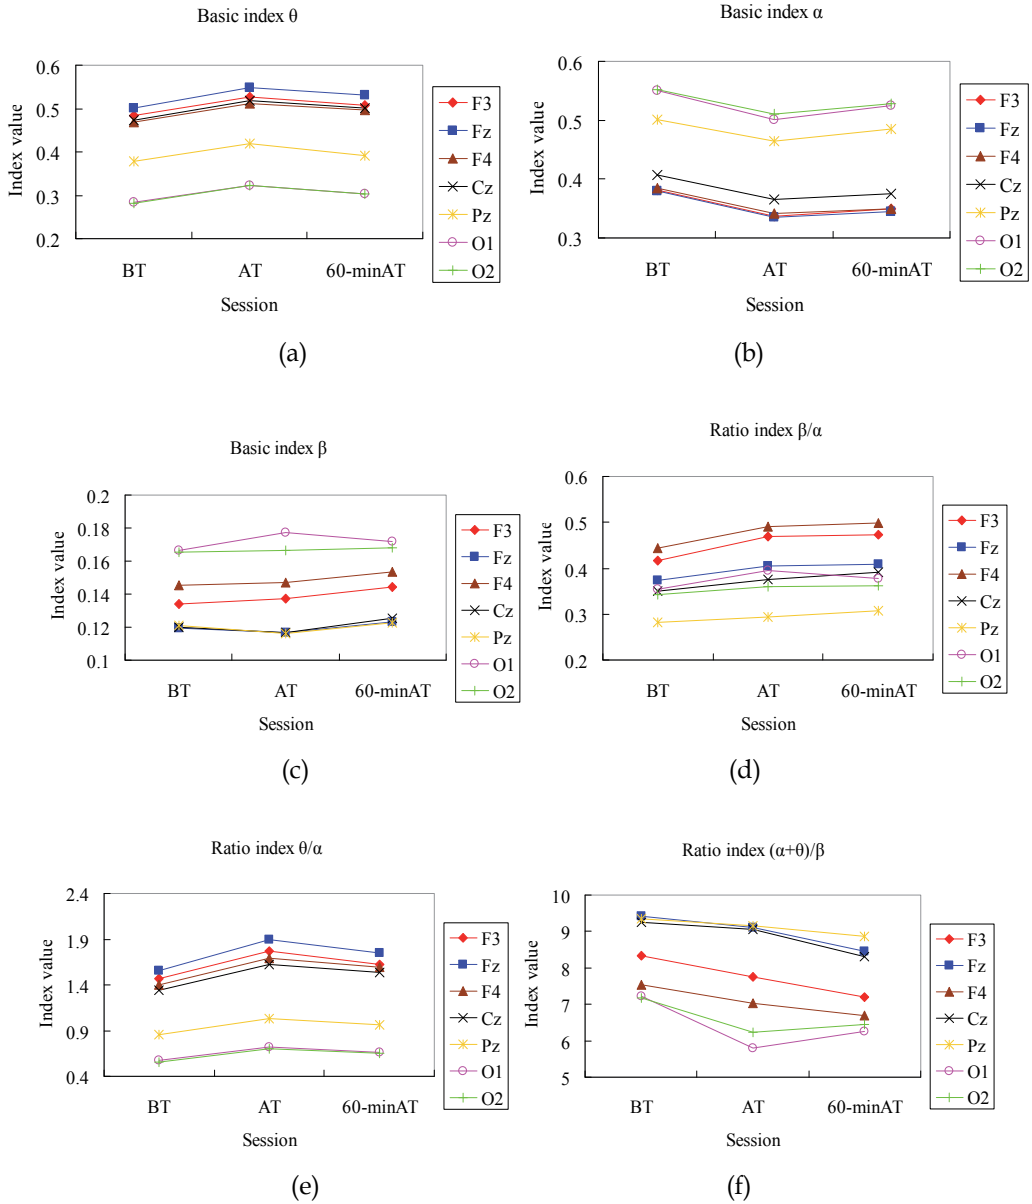 Basic index θ
0.6
0.5
0.4
0.3
0.2
Index value
BT
AT
60-minAT
Session
F3
Fz
F4
Cz
Pz
O1
O2
(a)
Basic index α
0.6
0.5
0.4
0.3
Index value
BT
AT
60-minAT
Session
F3
Fz
F4
Cz
Pz
O1
O2
(b)
Basic index β
0.2
0.18
0.16
0.14
0.12
0.1
Index value
BT
AT
60-minAT
Session
F3
Fz
F4
Cz
Pz
O1
O2
(c)
Ratio index β/α
0.6
0.5
0.4
0.3
0.2
Index value
BT
AT
60-minAT
Session
F3
Fz
F4
Cz
Pz
O1
O2
(d)
Ratio index θ/α
2.4
1.9
1.4
0.9
0.4
Index value
BT
AT
60-minAT
Session
F3
Fz
F4
Cz
Pz
O1
O2
(e)
Ratio index (α+θ)/β
10
9
8
7
6
5
Index value
BT
AT
60-minAT
Session
F3
Fz
F4
Cz
Pz
O1
O2
(f)